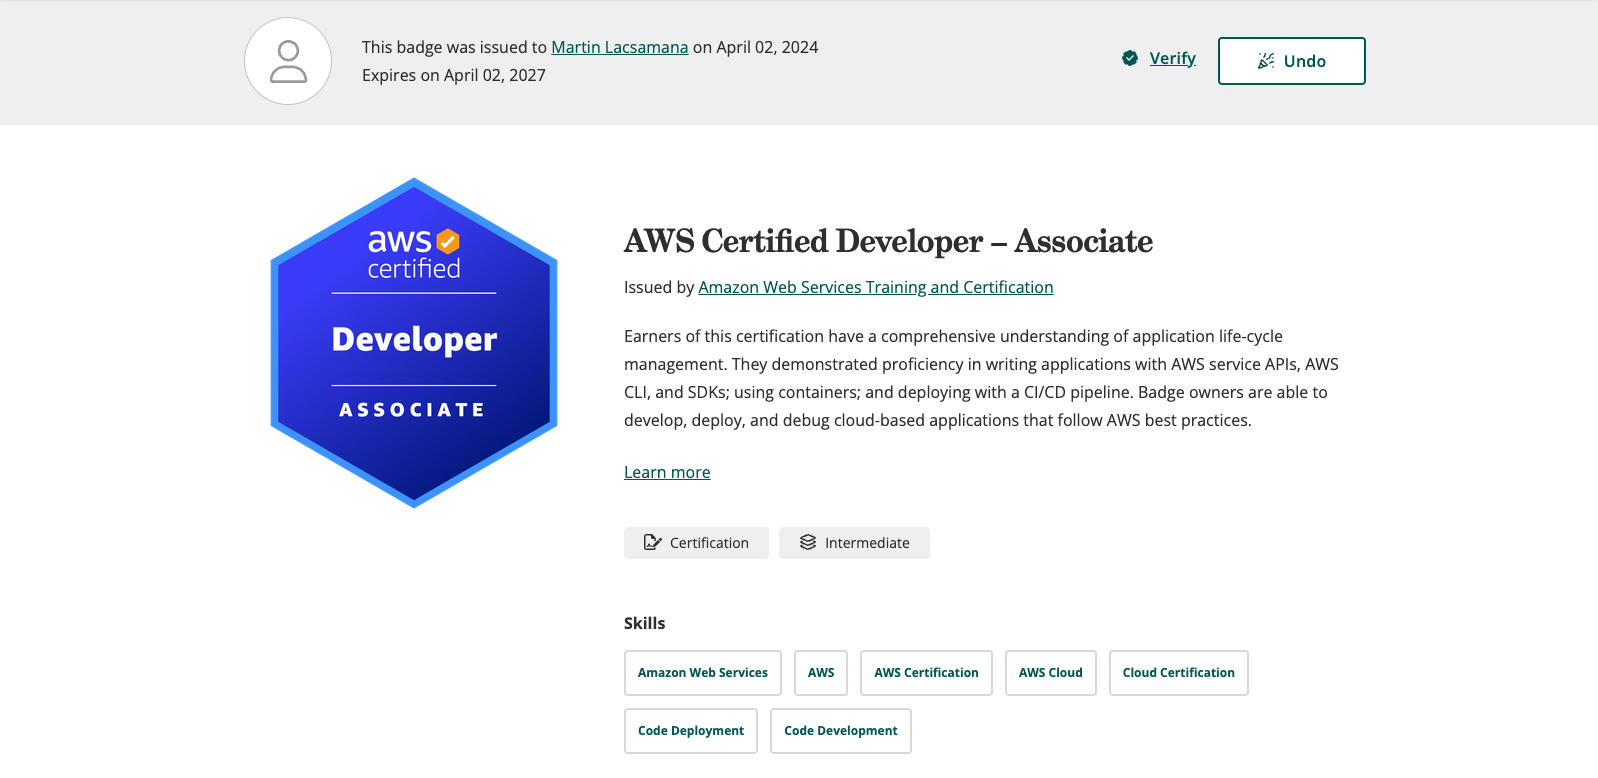 This badge was issued to Martin Lacsamana on April 02, 2024
Expires on April 02, 2027
Verify
Undo
aws
certified
Developer
ASSOCIATE
AWS Certified Developer – Associate
Issued by Amazon Web Services Training and Certification
Earners of this certification have a comprehensive understanding of application life-cycle
management. They demonstrated proficiency in writing applications with AWS service APIs, AWS
CLI, and SDKs; using containers; and deploying with a CI/CD pipeline. Badge owners are able to
develop, deploy, and debug cloud-based applications that follow AWS best practices.
Learn more
Certification
Intermediate
Skills
Amazon Web Services
AWS
AWS Certification
AWS Cloud
Cloud Certification
Code Deployment
Code Development